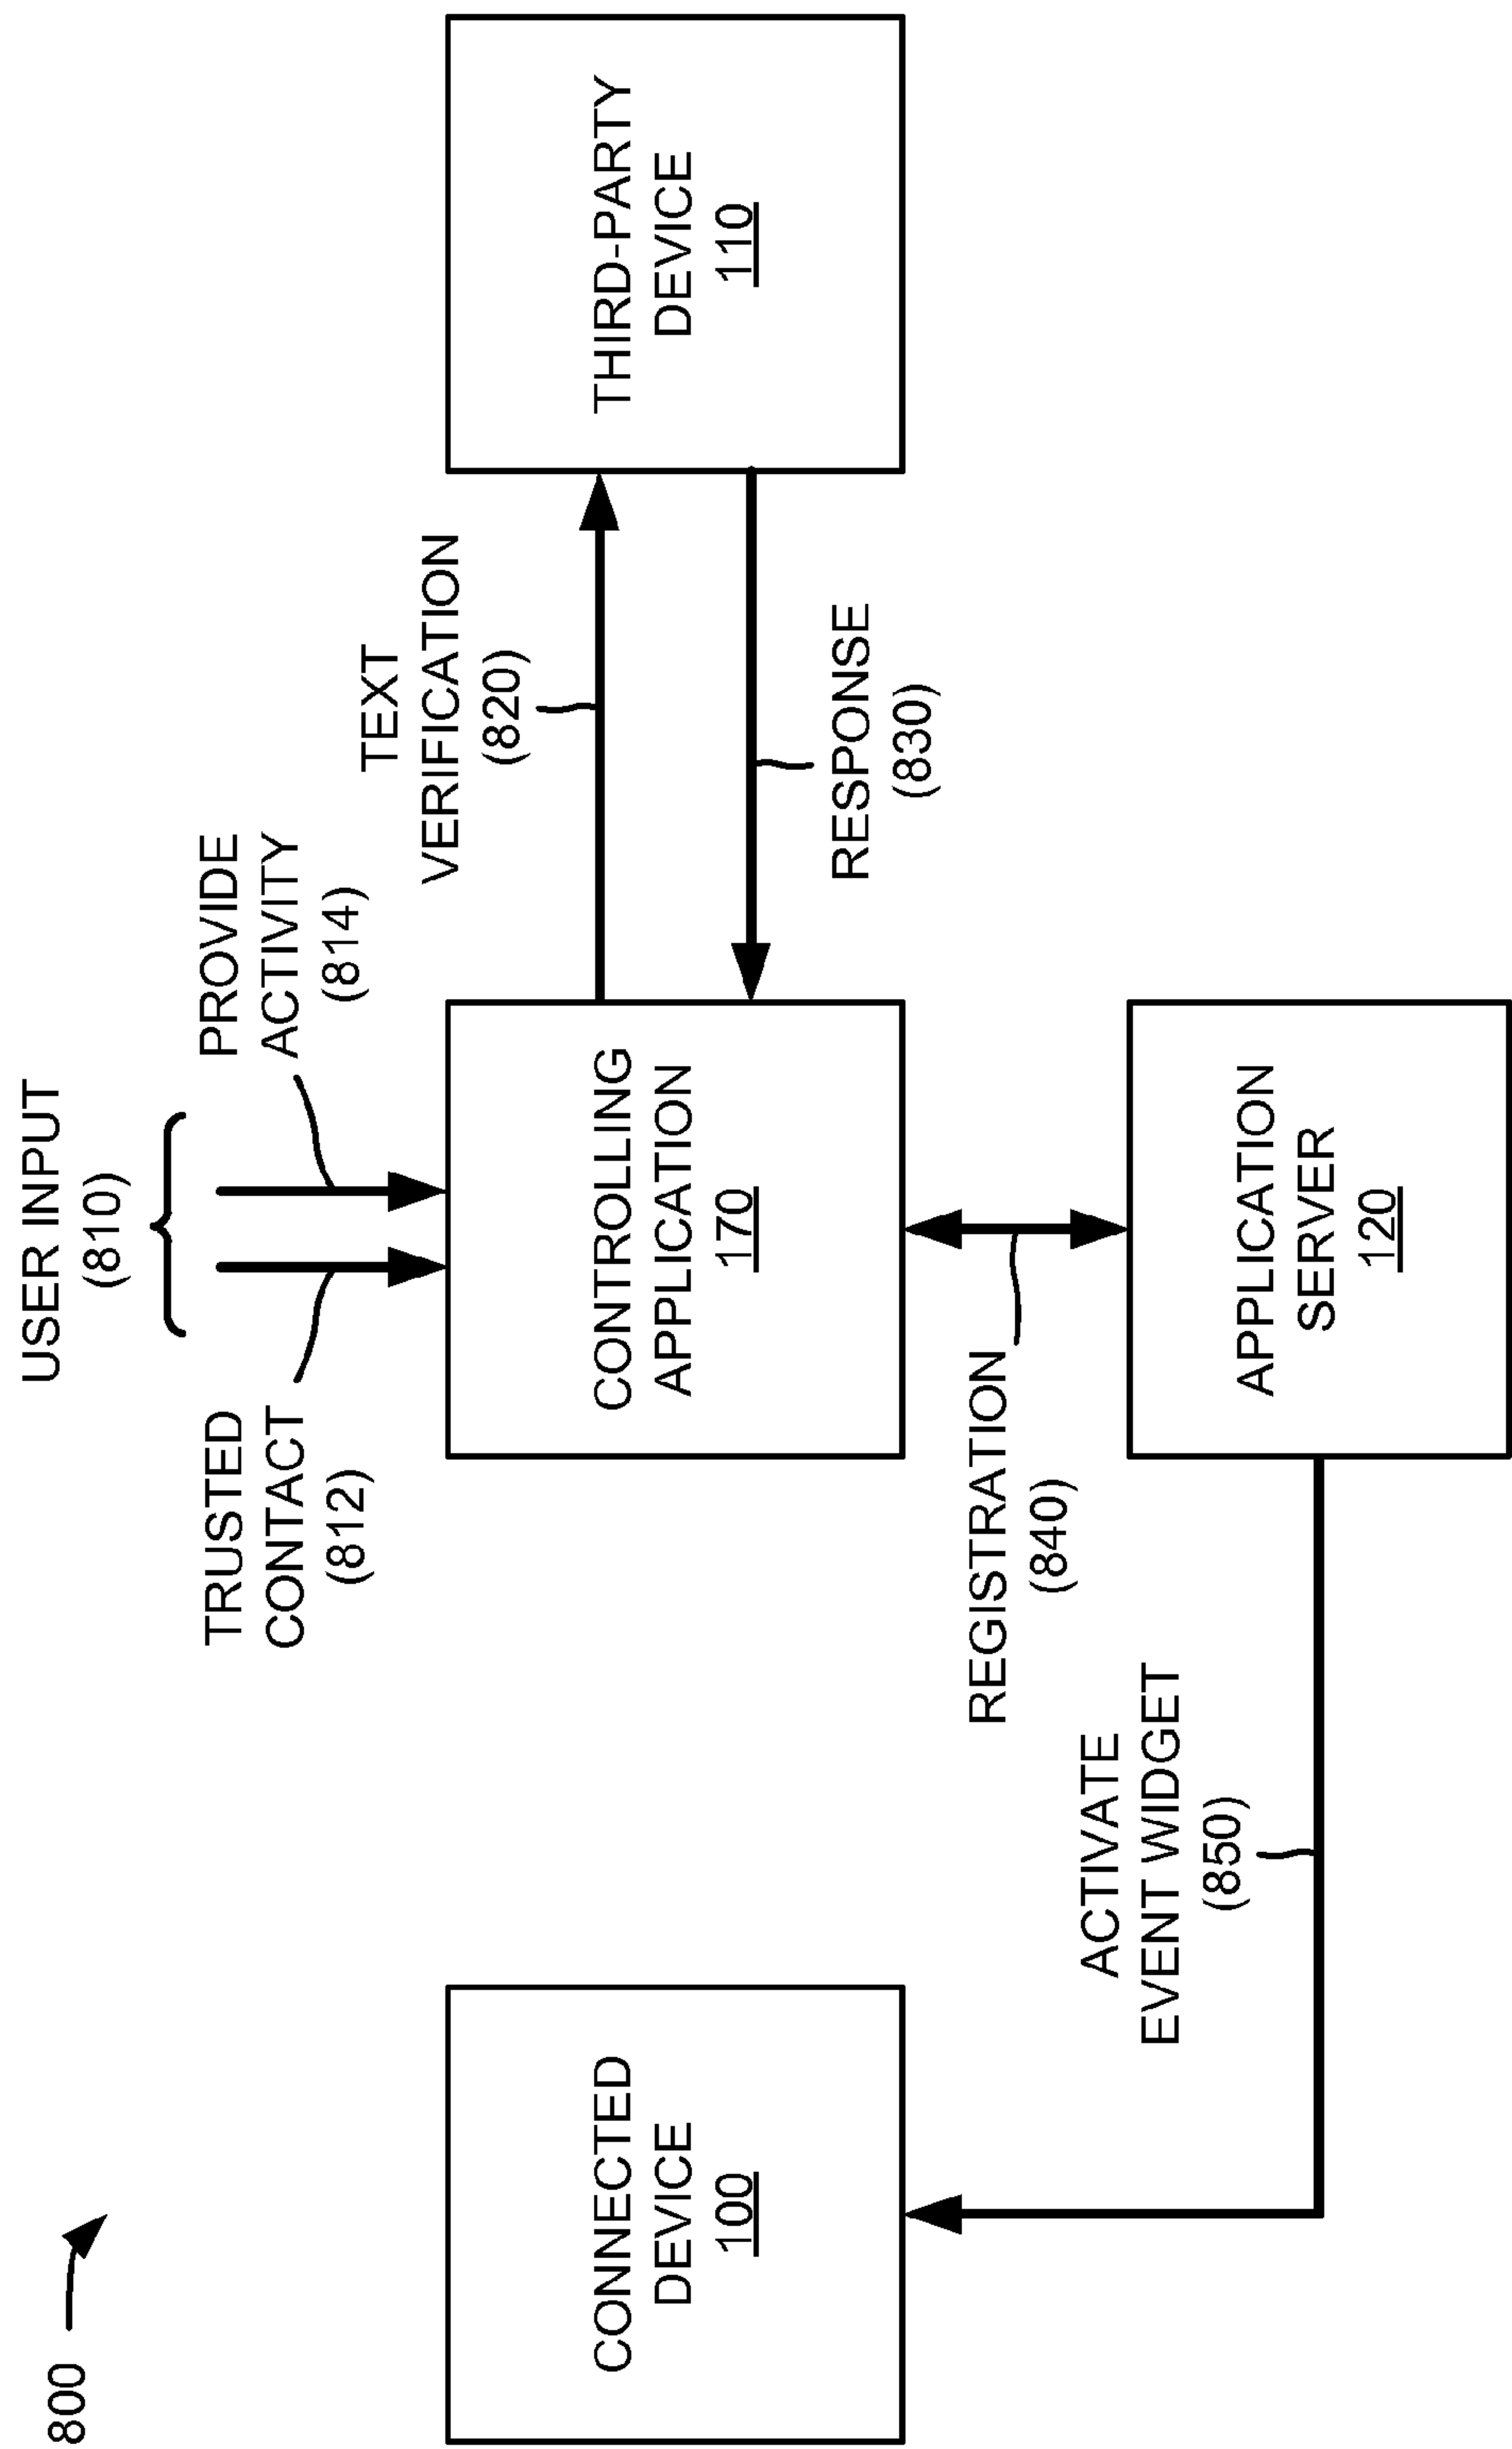 800
USER INPUT
(810)
TRUSTED
CONTACT
(812)
PROVIDE
ACTIVITY
(814)
TEXT
VERIFICATION
(820)
CONNECTED
DEVICE
100
CONTROLLING
APPLICATION
170
THIRD-PARTY
DEVICE
110
RESPONSE
(830)
REGISTRATION
(840)
ACTIVATE
EVENT WIDGET
(850)
APPLICATION
SERVER
120